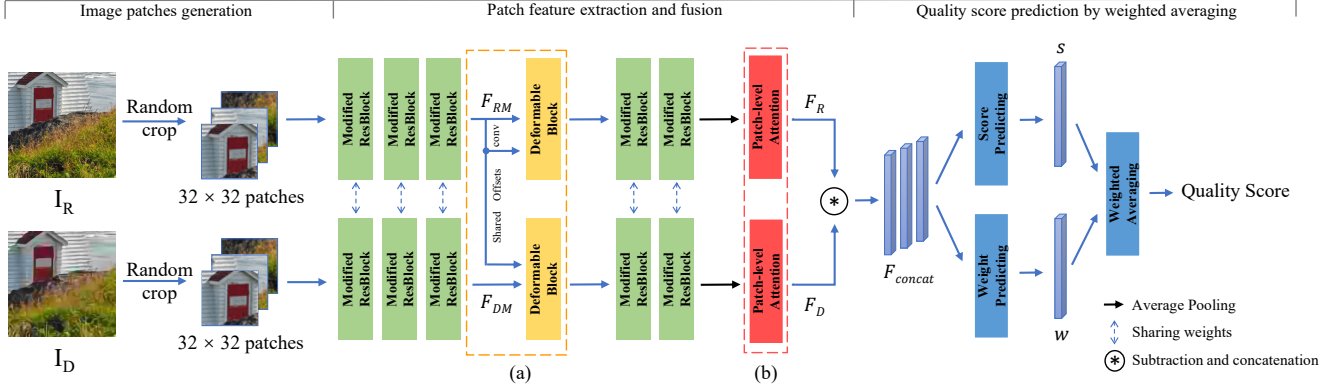 Image patches generation
Patch feature extraction and fusion
Quality score prediction by weighted averaging
I_R
Random
crop
32 × 32 patches
Modified
ResBlock
Modified
ResBlock
Modified
ResBlock
F_RM
conv
Shared Offsets
Deformable
Block
Modified
ResBlock
Modified
ResBlock
Patch-level
Attention
F_R
I_D
Random
crop
32 × 32 patches
Modified
ResBlock
Modified
ResBlock
Modified
ResBlock
F_DM
Deformable
Block
Modified
ResBlock
Modified
ResBlock
Patch-level
Attention
F_D
(a)
(b)
*
F_concat
Score
Predicting
s
Weight
Predicting
w
Weighted
Averaging
Quality Score
Average Pooling
Sharing weights
* Subtraction and concatenation